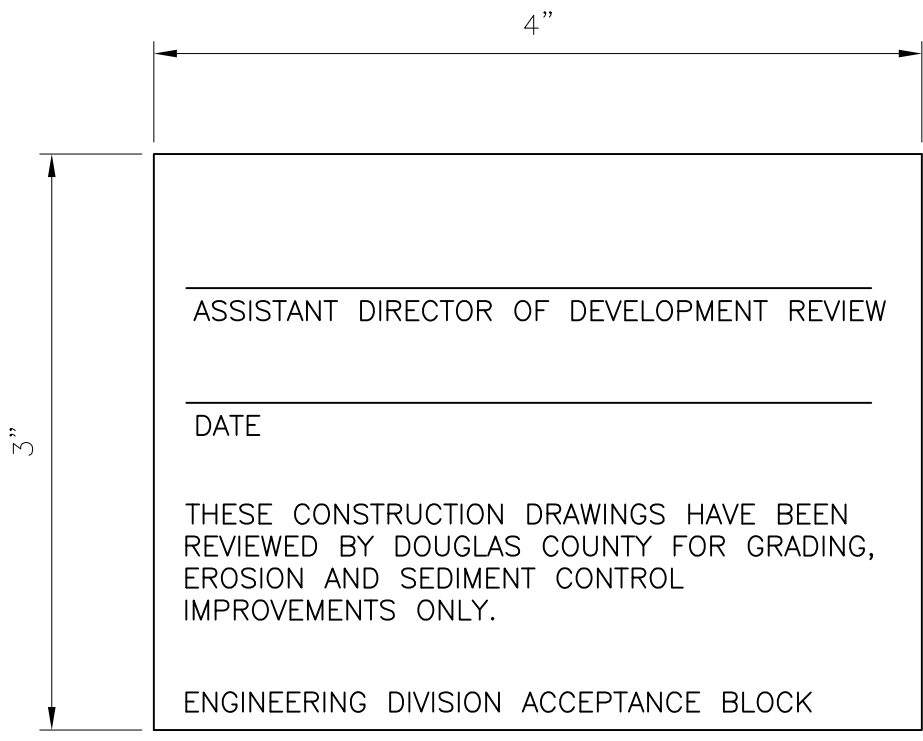 4”
3”
ASSISTANT DIRECTOR OF DEVELOPMENT REVIEW
DATE
THESE CONSTRUCTION DRAWINGS HAVE BEEN
REVIEWED BY DOUGLAS COUNTY FOR GRADING,
EROSION AND SEDIMENT CONTROL
IMPROVEMENTS ONLY.
ENGINEERING DIVISION ACCEPTANCE BLOCK